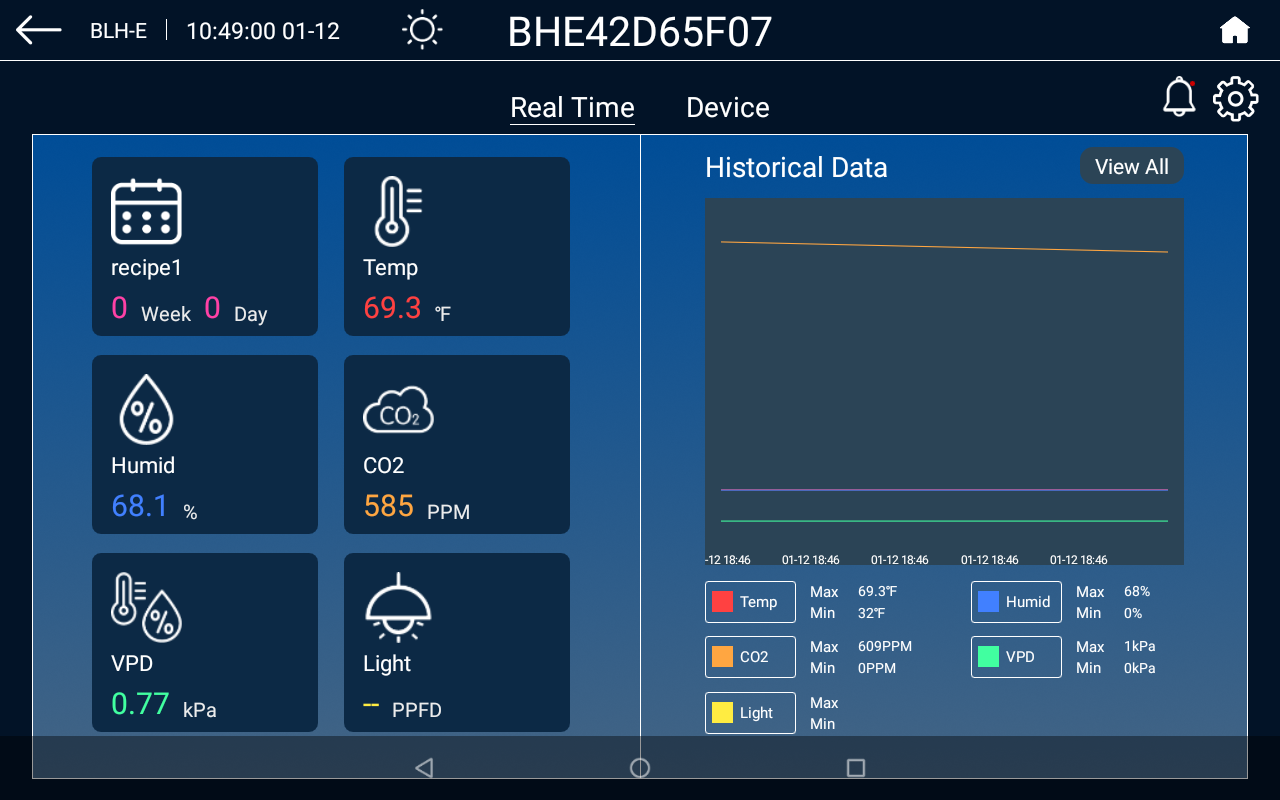 BLH-E | 10:49:00 01-12
BHE42D65F07
Real Time
Device
recipe1
0 Week 0 Day
Temp
69.3 ℉
%
Humid
68.1 %
CO2
CO2
585 PPM
%
VPD
0.77 kPa
Light
-- PPFD
Historical Data
View All
-12 18:46 01-12 18:46 01-12 18:46 01-12 18:46 01-12 18:46
Temp
Max 69.3℉
Min 32℉
Humid
Max 68%
Min 0%
CO2
Max 609PPM
Min 0PPM
VPD
Max 1kPa
Min 0kPa
Light
Max
Min